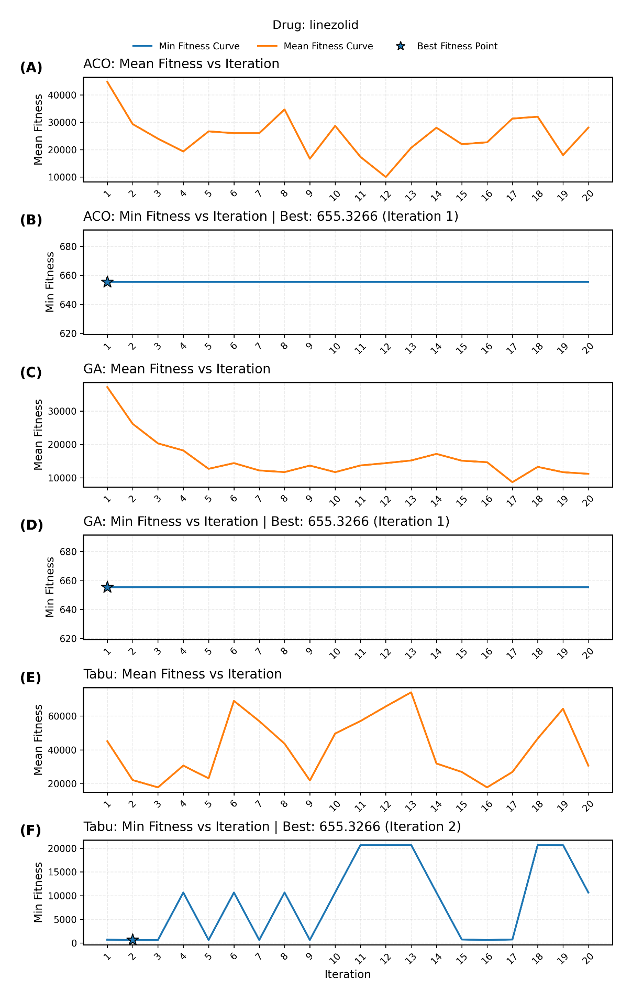 Drug: linezolid
Min Fitness Curve Mean Fitness Curve Best Fitness Point
(A) ACO: Mean Fitness vs Iteration
Mean Fitness
40000
30000
20000
10000
1 2 3 4 5 6 7 8 9 10 11 12 13 14 15 16 17 18 19 20
(B) ACO: Min Fitness vs Iteration | Best: 655.3266 (Iteration 1)
Min Fitness
680
660
640
620
1 2 3 4 5 6 7 8 9 10 11 12 13 14 15 16 17 18 19 20
(C) GA: Mean Fitness vs Iteration
Mean Fitness
30000
20000
10000
1 2 3 4 5 6 7 8 9 10 11 12 13 14 15 16 17 18 19 20
(D) GA: Min Fitness vs Iteration | Best: 655.3266 (Iteration 1)
Min Fitness
680
660
640
620
1 2 3 4 5 6 7 8 9 10 11 12 13 14 15 16 17 18 19 20
(E) Tabu: Mean Fitness vs Iteration
Mean Fitness
60000
40000
20000
1 2 3 4 5 6 7 8 9 10 11 12 13 14 15 16 17 18 19 20
(F) Tabu: Min Fitness vs Iteration | Best: 655.3266 (Iteration 2)
Min Fitness
20000
15000
10000
5000
0
1 2 3 4 5 6 7 8 9 10 11 12 13 14 15 16 17 18 19 20
Iteration